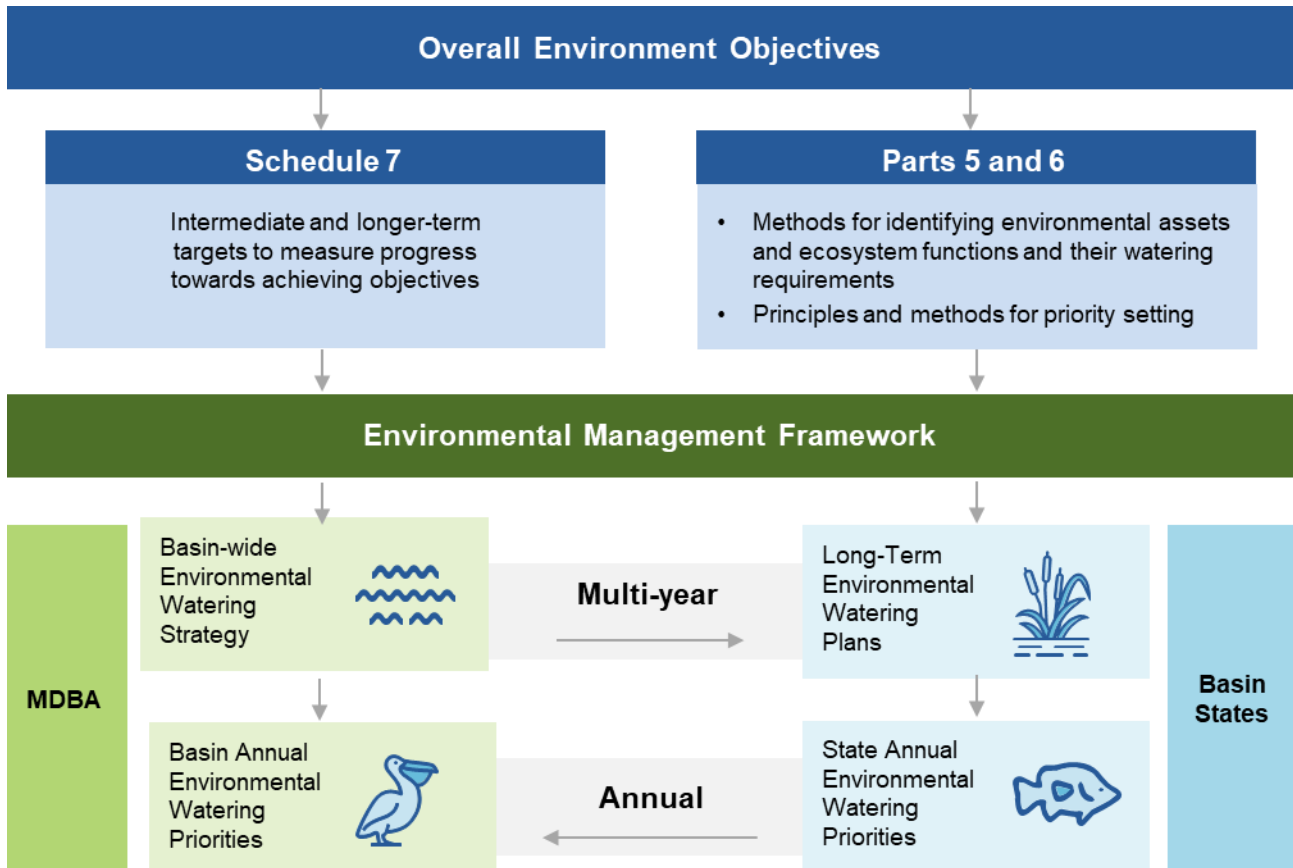 Overall Environment Objectives
Schedule 7
Intermediate and longer-term
targets to measure progress
towards achieving objectives
Parts 5 and 6
• Methods for identifying environmental assets
and ecosystem functions and their watering
requirements
• Principles and methods for priority setting
Environmental Management Framework
MDBA
Basin-wide
Environmental
Watering
Strategy
Multi-year
Long-Term
Environmental
Watering
Plans
Basin
States
Basin Annual
Environmental
Watering
Priorities
Annual
State Annual
Environmental
Watering
Priorities